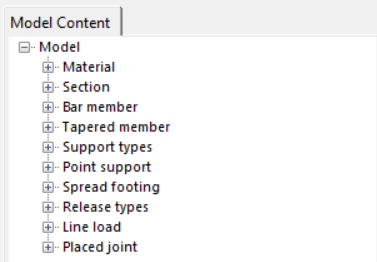 Model Content
Model
Material
Section
Bar member
Tapered member
Support types
Point support
Spread footing
Release types
Line load
Placed joint